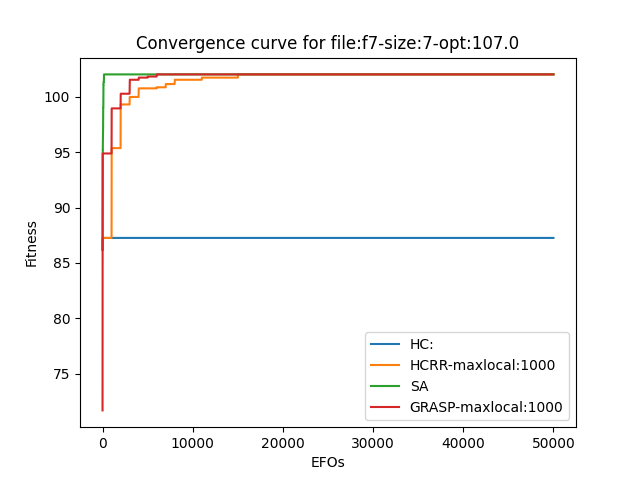 Convergence curve for file:f7-size:7-opt:107.0
Fitness
100
95
90
85
80
75
0
10000
20000
30000
40000
50000
EFOs
HC:
HCRR-maxlocal:1000
SA
GRASP-maxlocal:1000